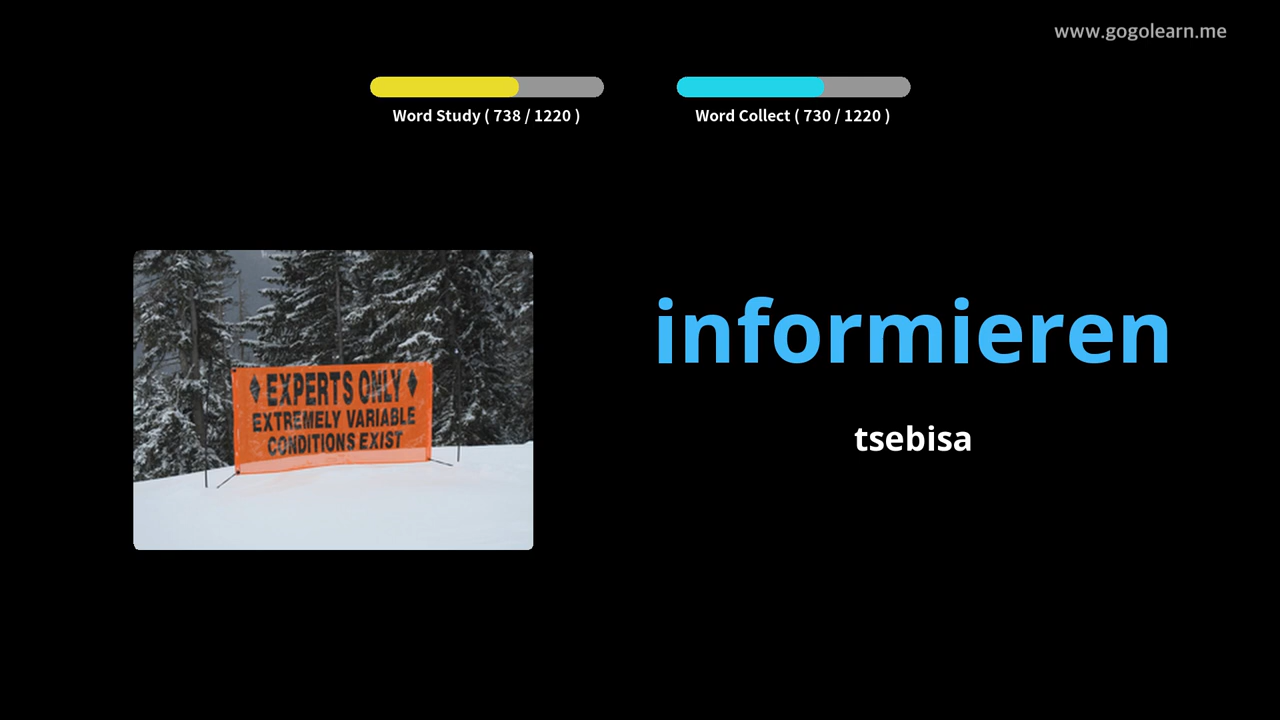 www.gogolearn.me
Word Study ( 738 / 1220 )
Word Collect ( 730 / 1220 )
EXPERTS ONLY
EXTREMELY VARIABLE
CONDITIONS EXIST
informieren
tsebisa